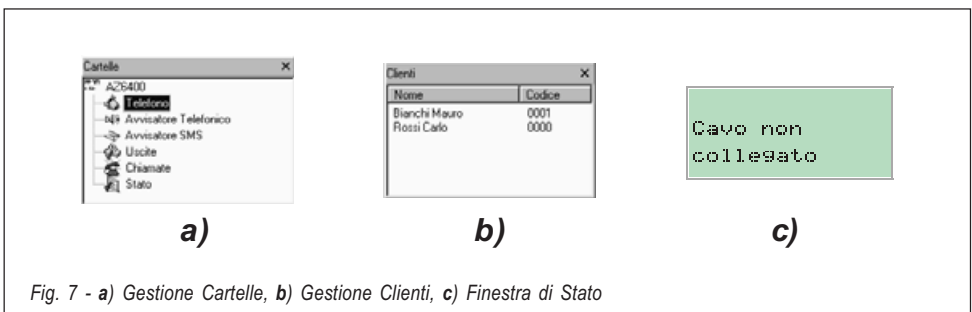 Cartelle
AZ6400
Telefono
Avvisatore Telefonico
Avvisatore SMS
Uscite
Chiamate
Stato
a)
Clienti
Nome Codice
Bianchi Mauro 0001
Rossi Carlo 0000
b)
Cavo non
collegato
c)
Fig. 7 - a) Gestione Cartelle, b) Gestione Clienti, c) Finestra di Stato